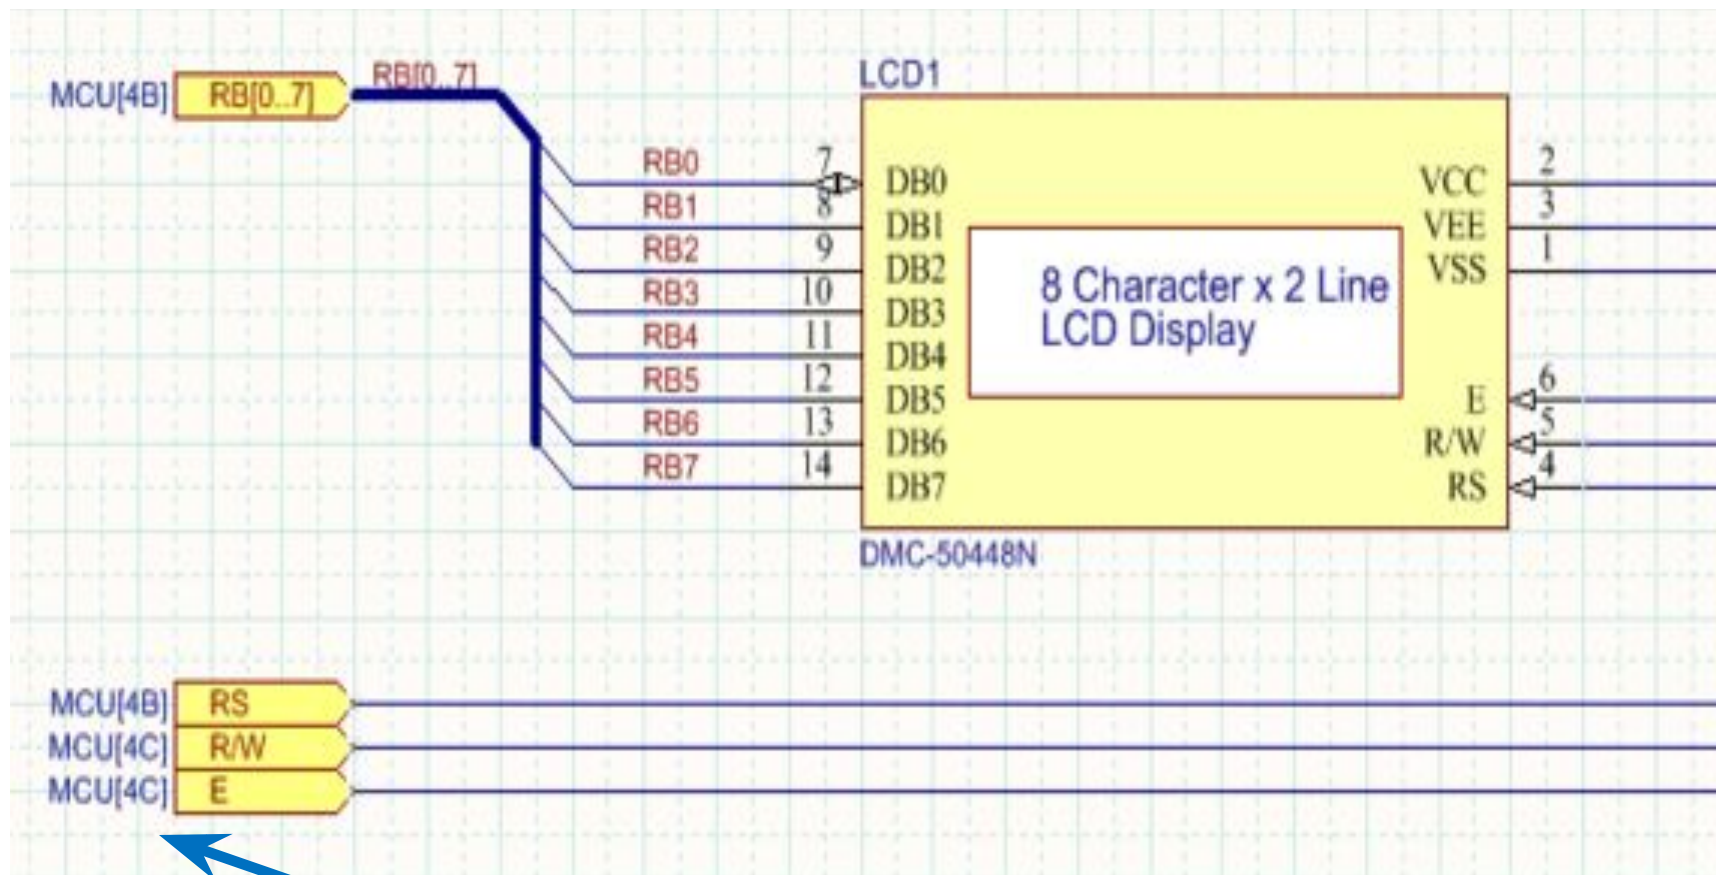 LCD1
MCU[4B] RB[0..7] RB[0..7]
RB0 7 DB0 VCC 2
RB1 8 DB1 VEE 3
RB2 9 DB2 VSS 1
RB3 10 DB3
RB4 11 DB4
RB5 12 DB5 E 6
RB6 13 DB6 R/W 5
RB7 14 DB7 RS 4
8 Character x 2 Line
LCD Display
DMC-50448N
MCU[4B] RS
MCU[4C] R/W
MCU[4C] E